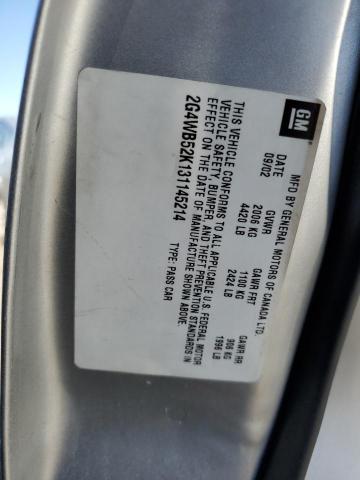 GM
MFD BY GENERAL MOTORS OF CANADA LTD.
DATE GVWR GAWR FRT GAWR RR
09/02 2006 KG 1100 KG 908 KG
4420 LB 2424 LB 1996 LB
THIS VEHICLE CONFORMS TO ALL APPLICABLE U.S. FEDERAL MOTOR
VEHICLE SAFETY, BUMPER, AND THEFT PREVENTION STANDARDS IN
EFFECT ON THE DATE OF MANUFACTURE SHOWN ABOVE.
2G4WB52K131145214 TYPE: PASS CAR